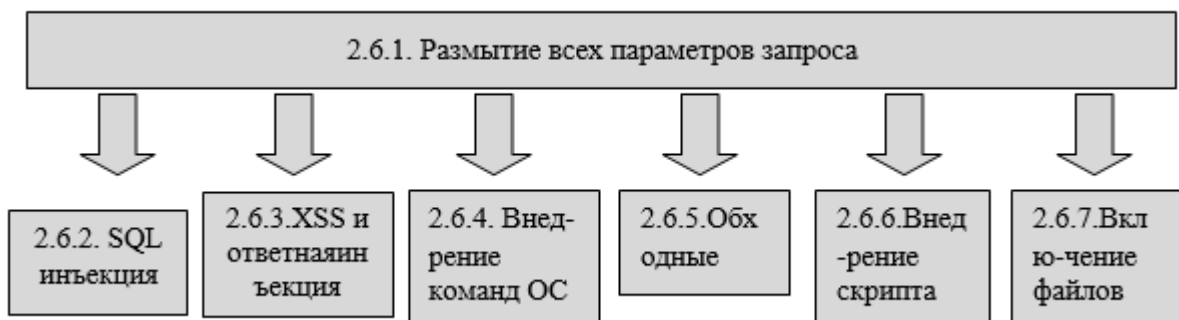 2.6.1. Размытие всех параметров запроса
2.6.2. SQL
инъекция
2.6.3.XSS и
ответнаяин
ъекция
2.6.4. Внед-
рение
команд ОС
2.6.5.Обх
одные
2.6.6.Внед
-рение
скрипта
2.6.7.Вкл
ю-чение
файлов